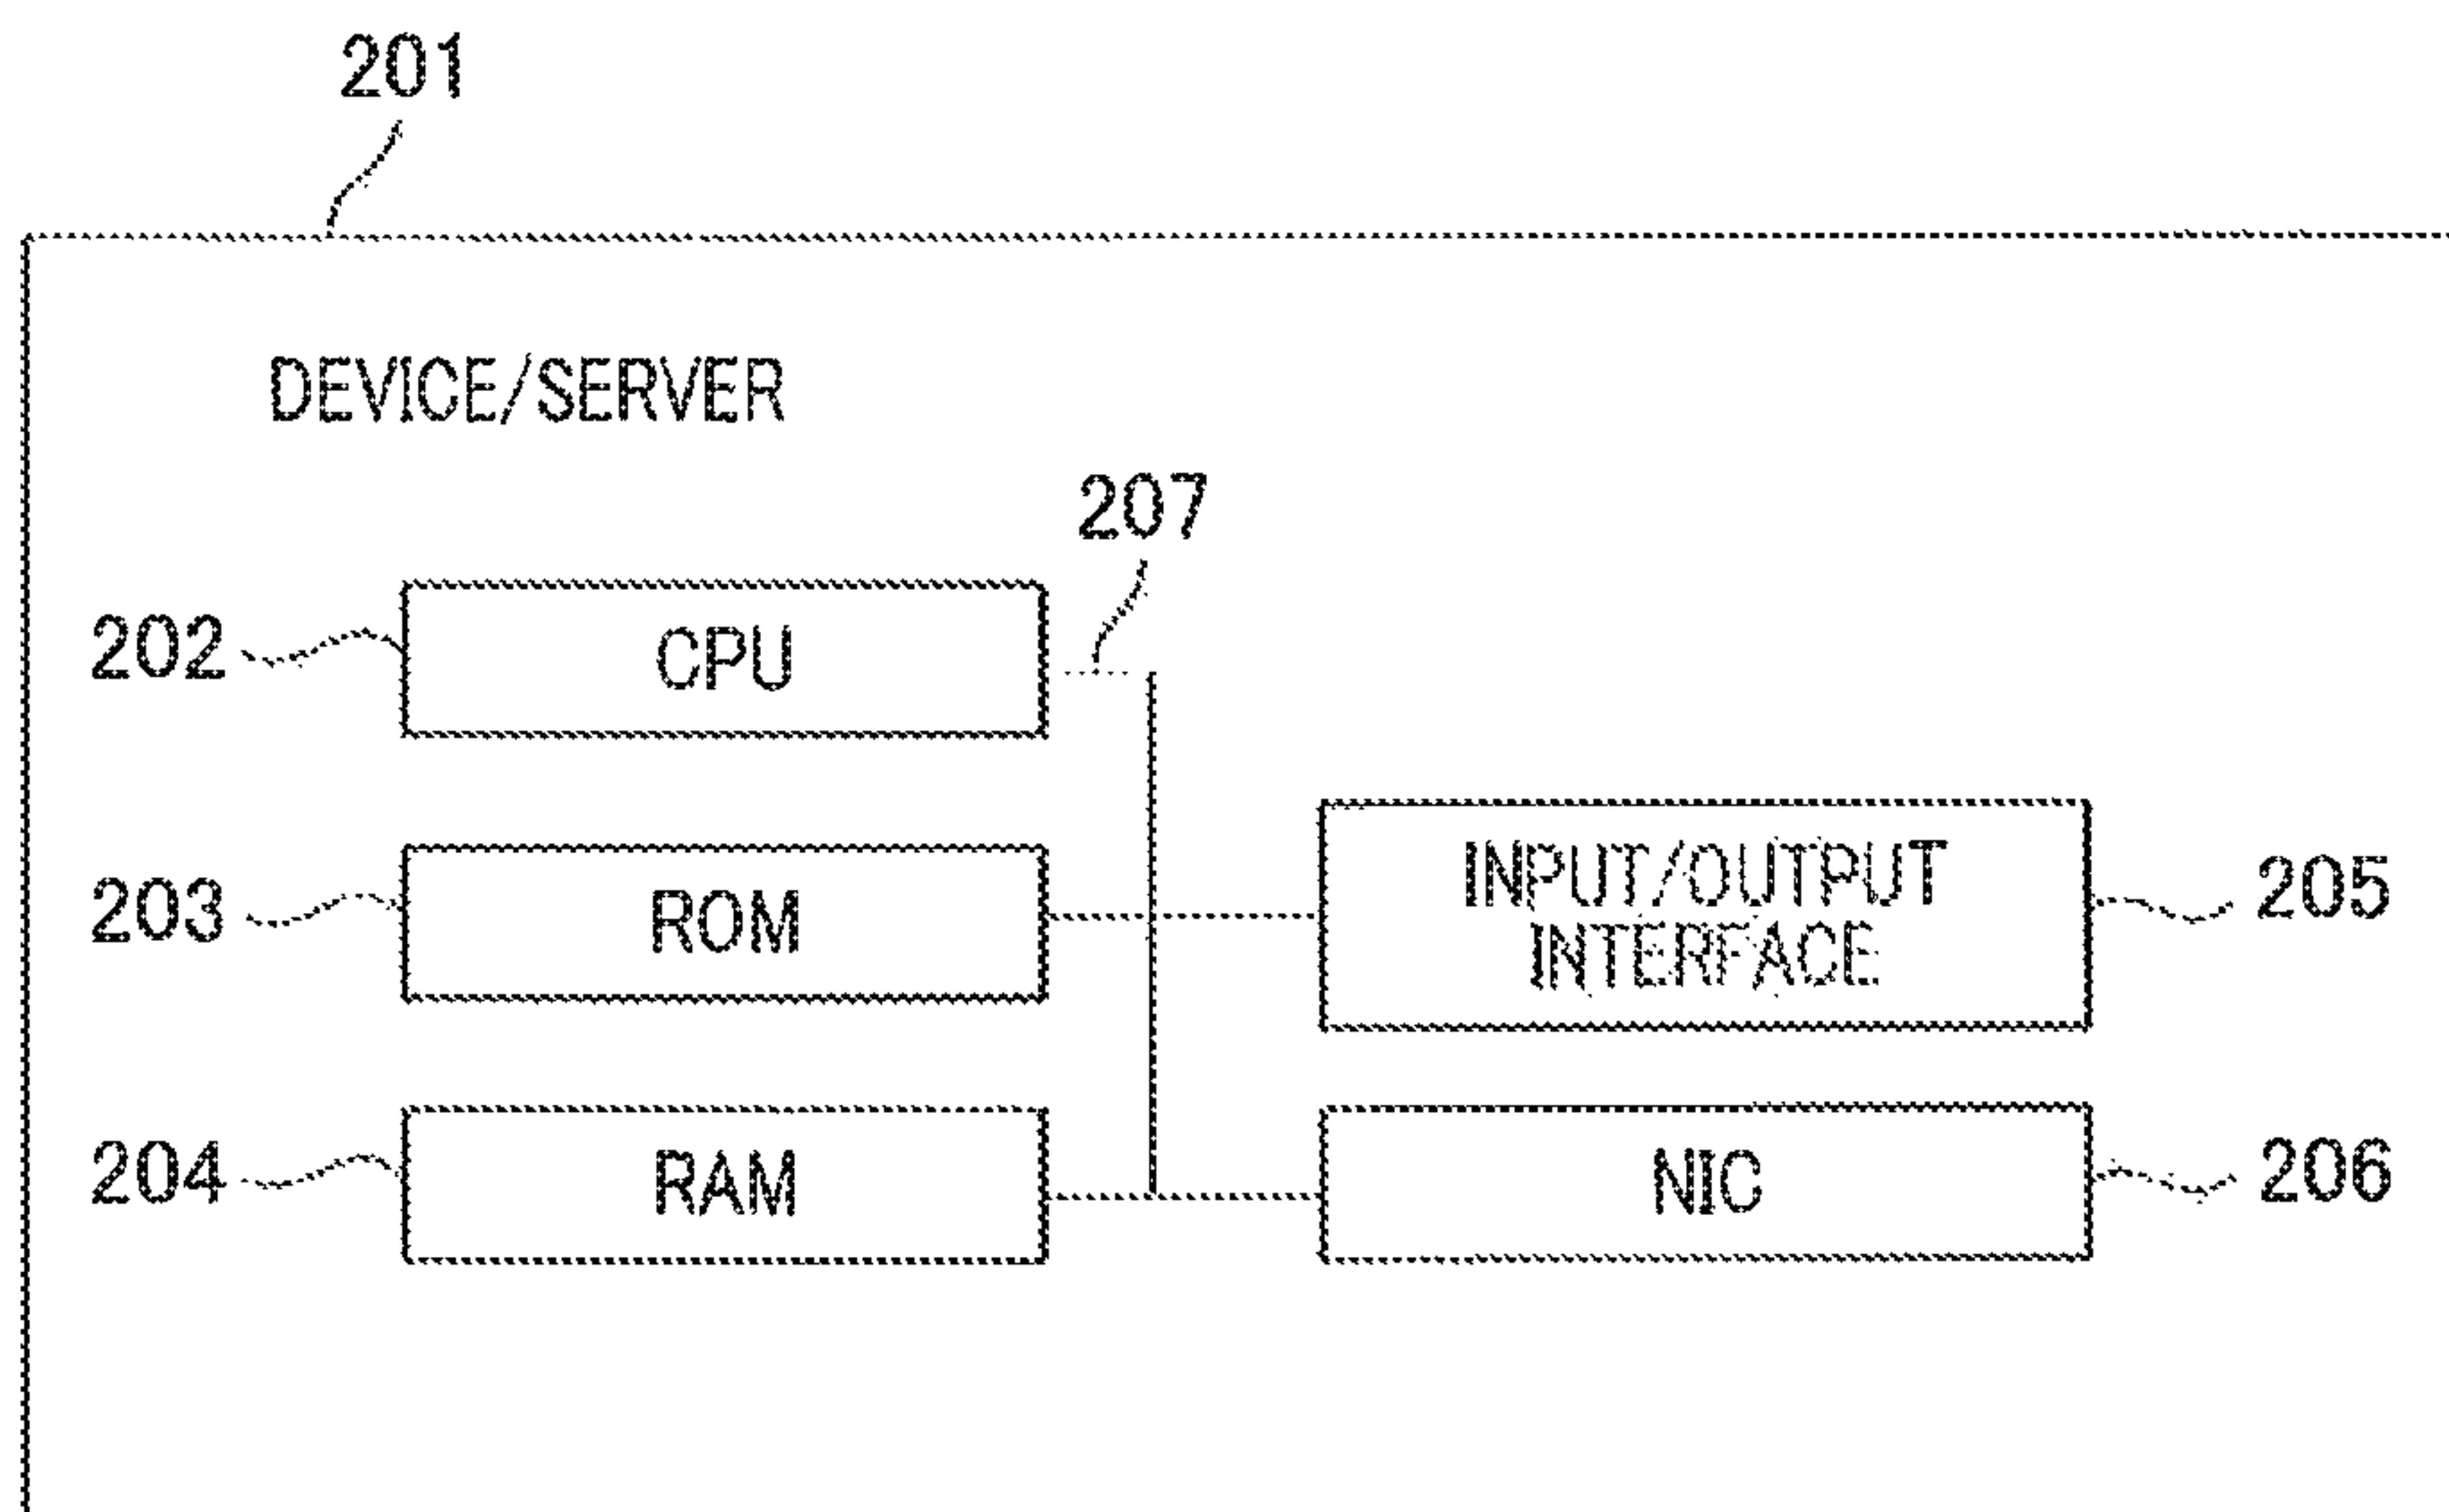 201
DEVICE/SERVER
207
202
CPU
203
ROM
INPUT/OUTPUT
INTERFACE
205
204
RAM
NIC
206